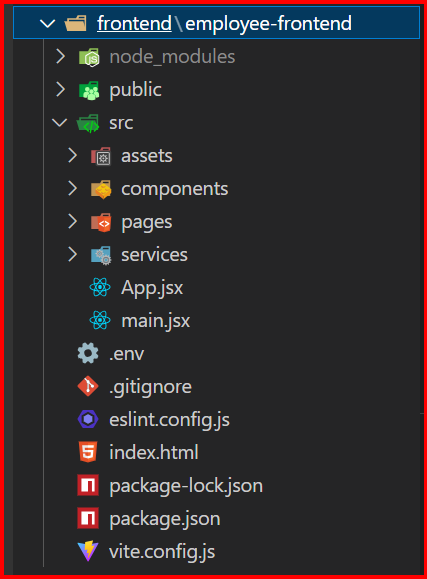 frontend\employee-frontend
node_modules
public
src
assets
components
pages
services
App.jsx
main.jsx
.env
.gitignore
eslint.config.js
index.html
package-lock.json
package.json
vite.config.js